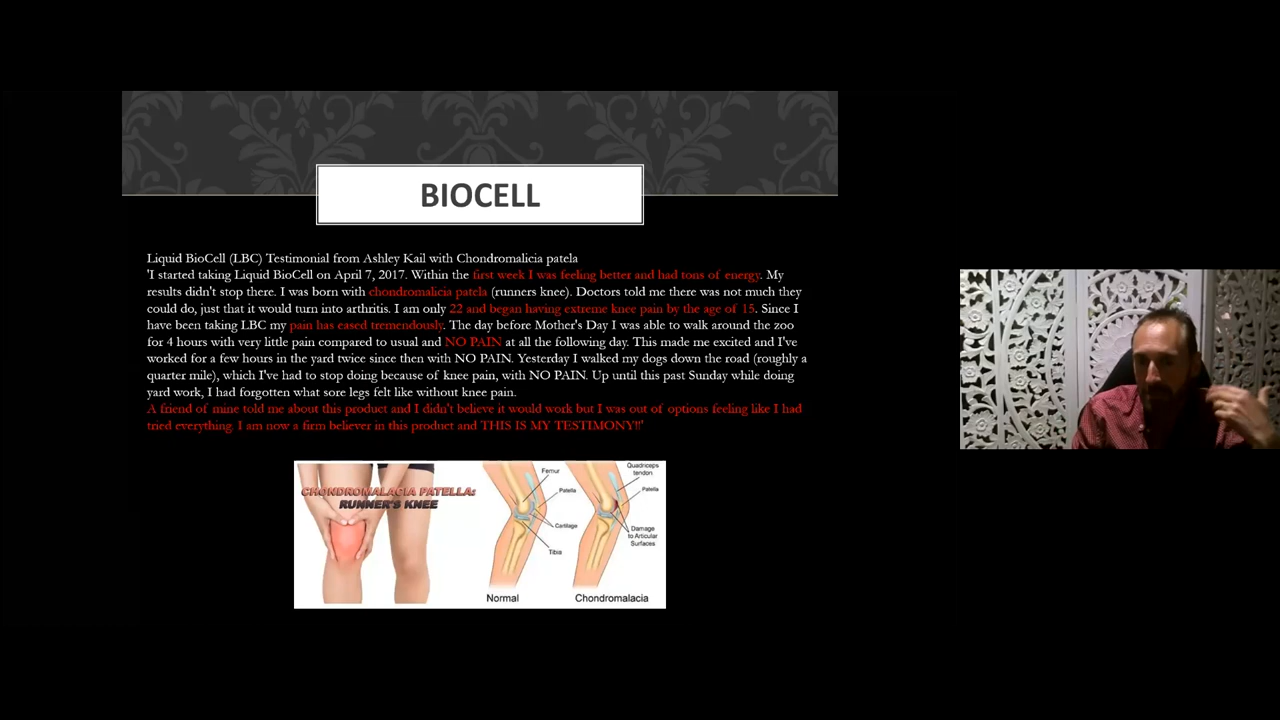 BIOCELL
Liquid BioCell (LBC) Testimonial from Ashley Kail with Chondromalicia patela
'I started taking Liquid BioCell on April 7, 2017. Within the first week I was feeling better and had tons of energy. My
results didn't stop there. I was born with chondromalicia patela (runners knee). Doctors told me there was not much they
could do, just that it would turn into arthritis. I am only 22 and began having extreme knee pain by the age of 15. Since I
have been taking LBC my pain has eased tremendously. The day before Mother's Day I was able to walk around the zoo
for 4 hours with very little pain compared to usual and NO PAIN at all the following day. This made me excited and I've
worked for a few hours in the yard twice since then with NO PAIN. Yesterday I walked my dogs down the road (roughly a
quarter mile), which I've had to stop doing because of knee pain, with NO PAIN. Up until this past Sunday while doing
yard work, I had forgotten what sore legs felt like without knee pain.
A friend of mine told me about this product and I didn't believe it would work but I was out of options feeling like I had
tried everything. I am now a firm believer in this product and THIS IS MY TESTIMONY!!'
CHONDROMALACIA PATELLA:
RUNNER'S KNEE
Femur
Patella
Cartilage
Tibia
Normal
Quadriceps
tendon
Patella
Damage
to Articular
Surfaces
Chondromalacia